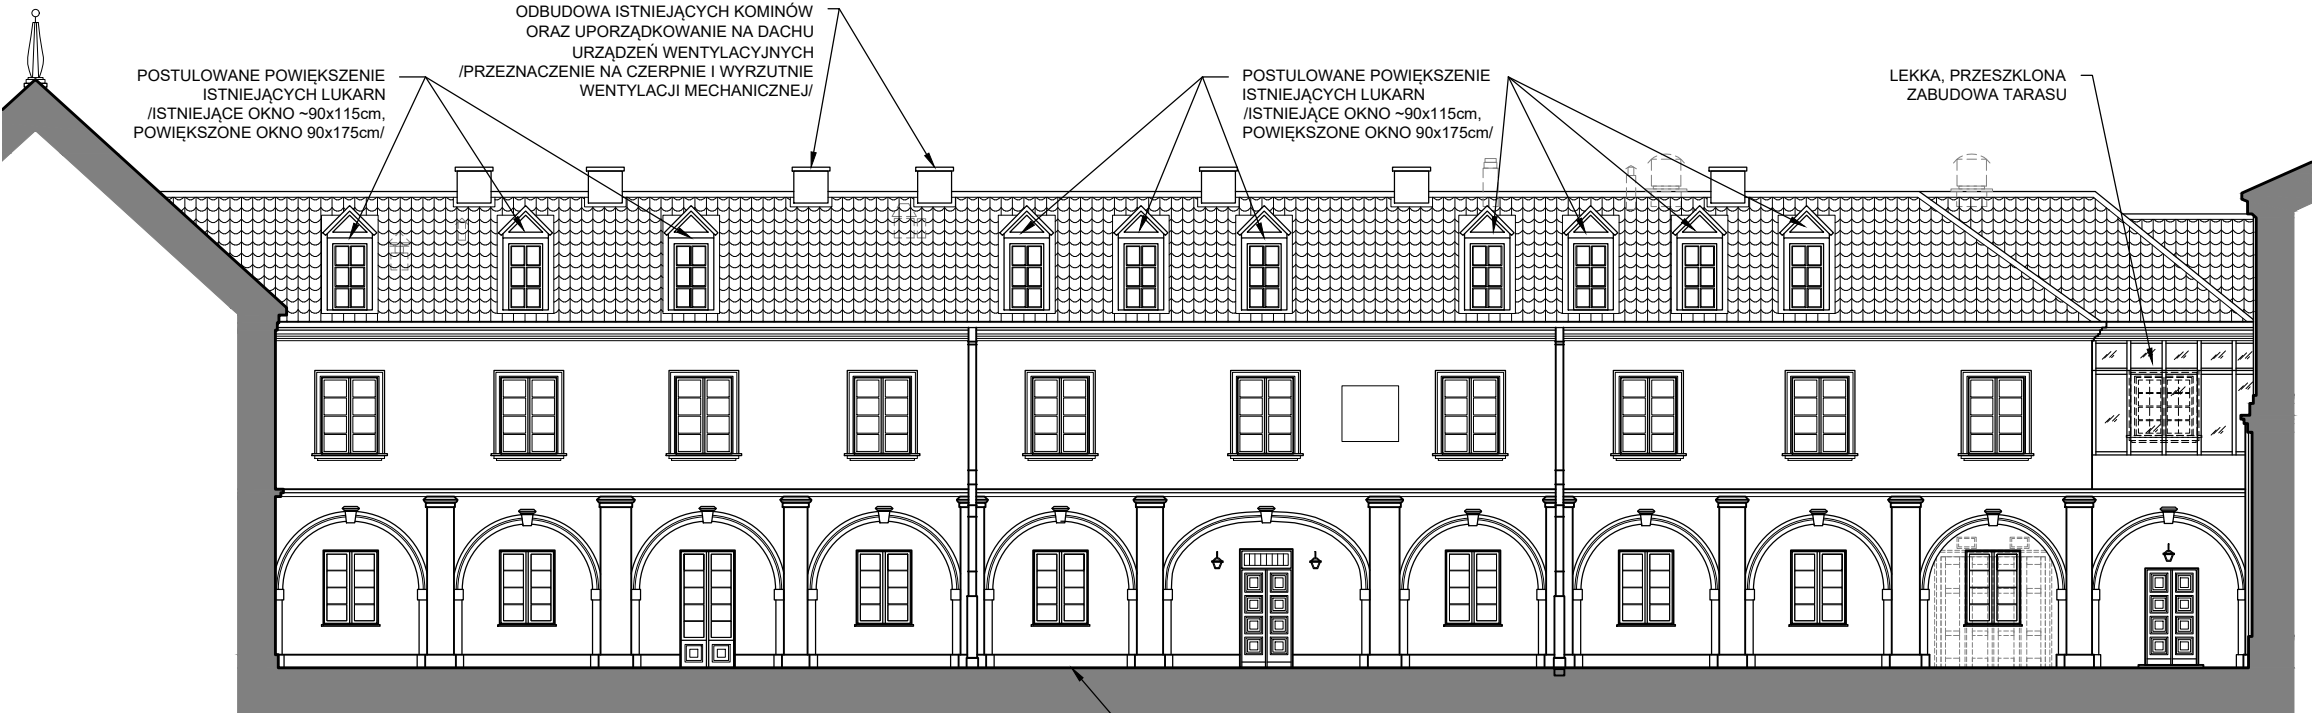 ODBUDOWA ISTNIEJĄCYCH KOMINÓW
ORAZ UPORZĄDKOWANIE NA DACHU
URZĄDZEŃ WENTYLACYJNYCH
/PRZEZNACZENIE NA CZERPNIE I WYRZUTNIE
WENTYLACJI MECHANICZNEJ/
POSTULOWANE POWIĘKSZENIE
ISTNIEJĄCYCH LUKARN
/ISTNIEJĄCE OKNO ~90x115cm,
POWIĘKSZONE OKNO 90x175cm/
POSTULOWANE POWIĘKSZENIE
ISTNIEJĄCYCH LUKARN
/ISTNIEJĄCE OKNO ~90x115cm,
POWIĘKSZONE OKNO 90x175cm/
LEKKA, PRZESZKLONA
ZABUDOWA TARASU